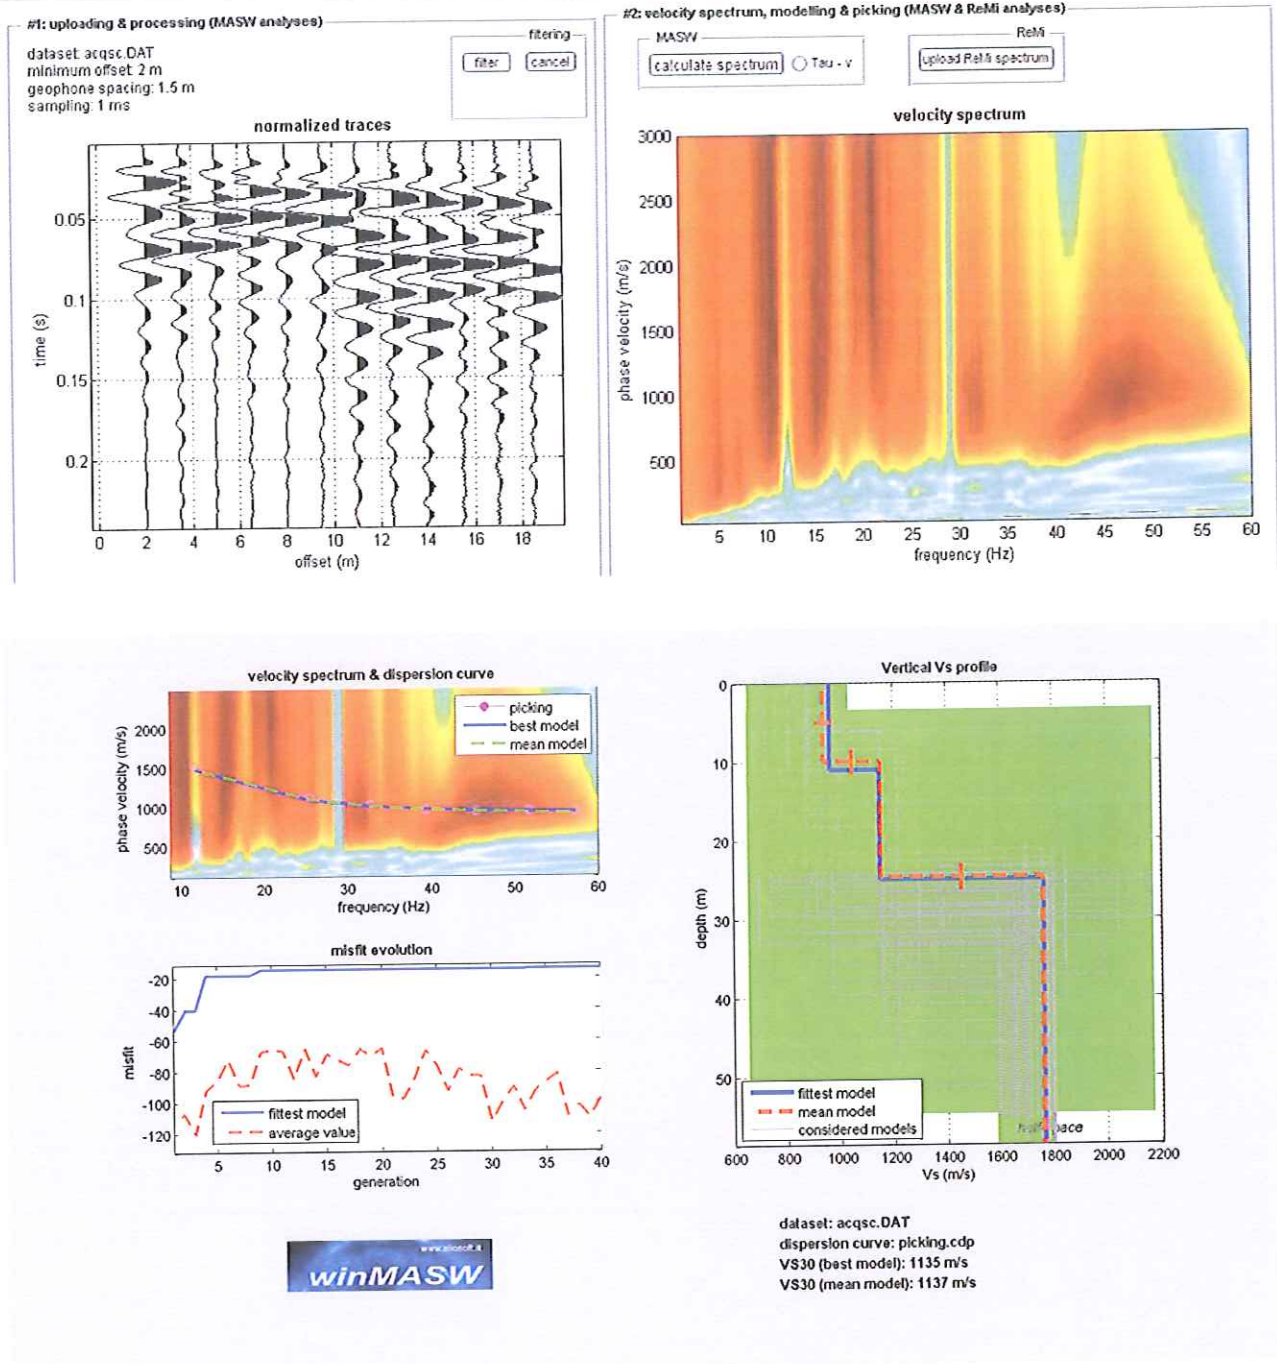 #1: uploading & processing (MASW analyses)
dataset: acqsc.DAT
minimum offset: 2 m
geophone spacing: 1.5 m
sampling: 1 ms
filtering
filter cancel
normalized traces
0.05
0.1
0.15
0.2
time (s)
0 2 4 6 8 10 12 14 16 18
offset (m)
#2: velocity spectrum, modelling & picking (MASW & ReMi analyses)
MASW
calculate spectrum Tau - v
ReMi
upload ReMi spectrum
velocity spectrum
3000
2500
2000
1500
1000
500
phase velocity (m/s)
5 10 15 20 25 30 35 40 45 50 55 60
frequency (Hz)
velocity spectrum & dispersion curve
picking
best model
mean model
2000
1500
1000
500
phase velocity (m/s)
10 20 30 40 50 60
frequency (Hz)
misfit evolution
-20
-40
-60
-80
-100
-120
misfit
fittest model
average value
5 10 15 20 25 30 35 40
generation
www.eliosoft.it
winMASW
Vertical Vs profile
0
10
20
30
40
50
depth (m)
fittest model
mean model
considered models
600 800 1000 1200 1400 1600 1800 2000 2200
Vs (m/s)
dataset: acqsc.DAT
dispersion curve: picking.cdp
VS30 (best model): 1135 m/s
VS30 (mean model): 1137 m/s